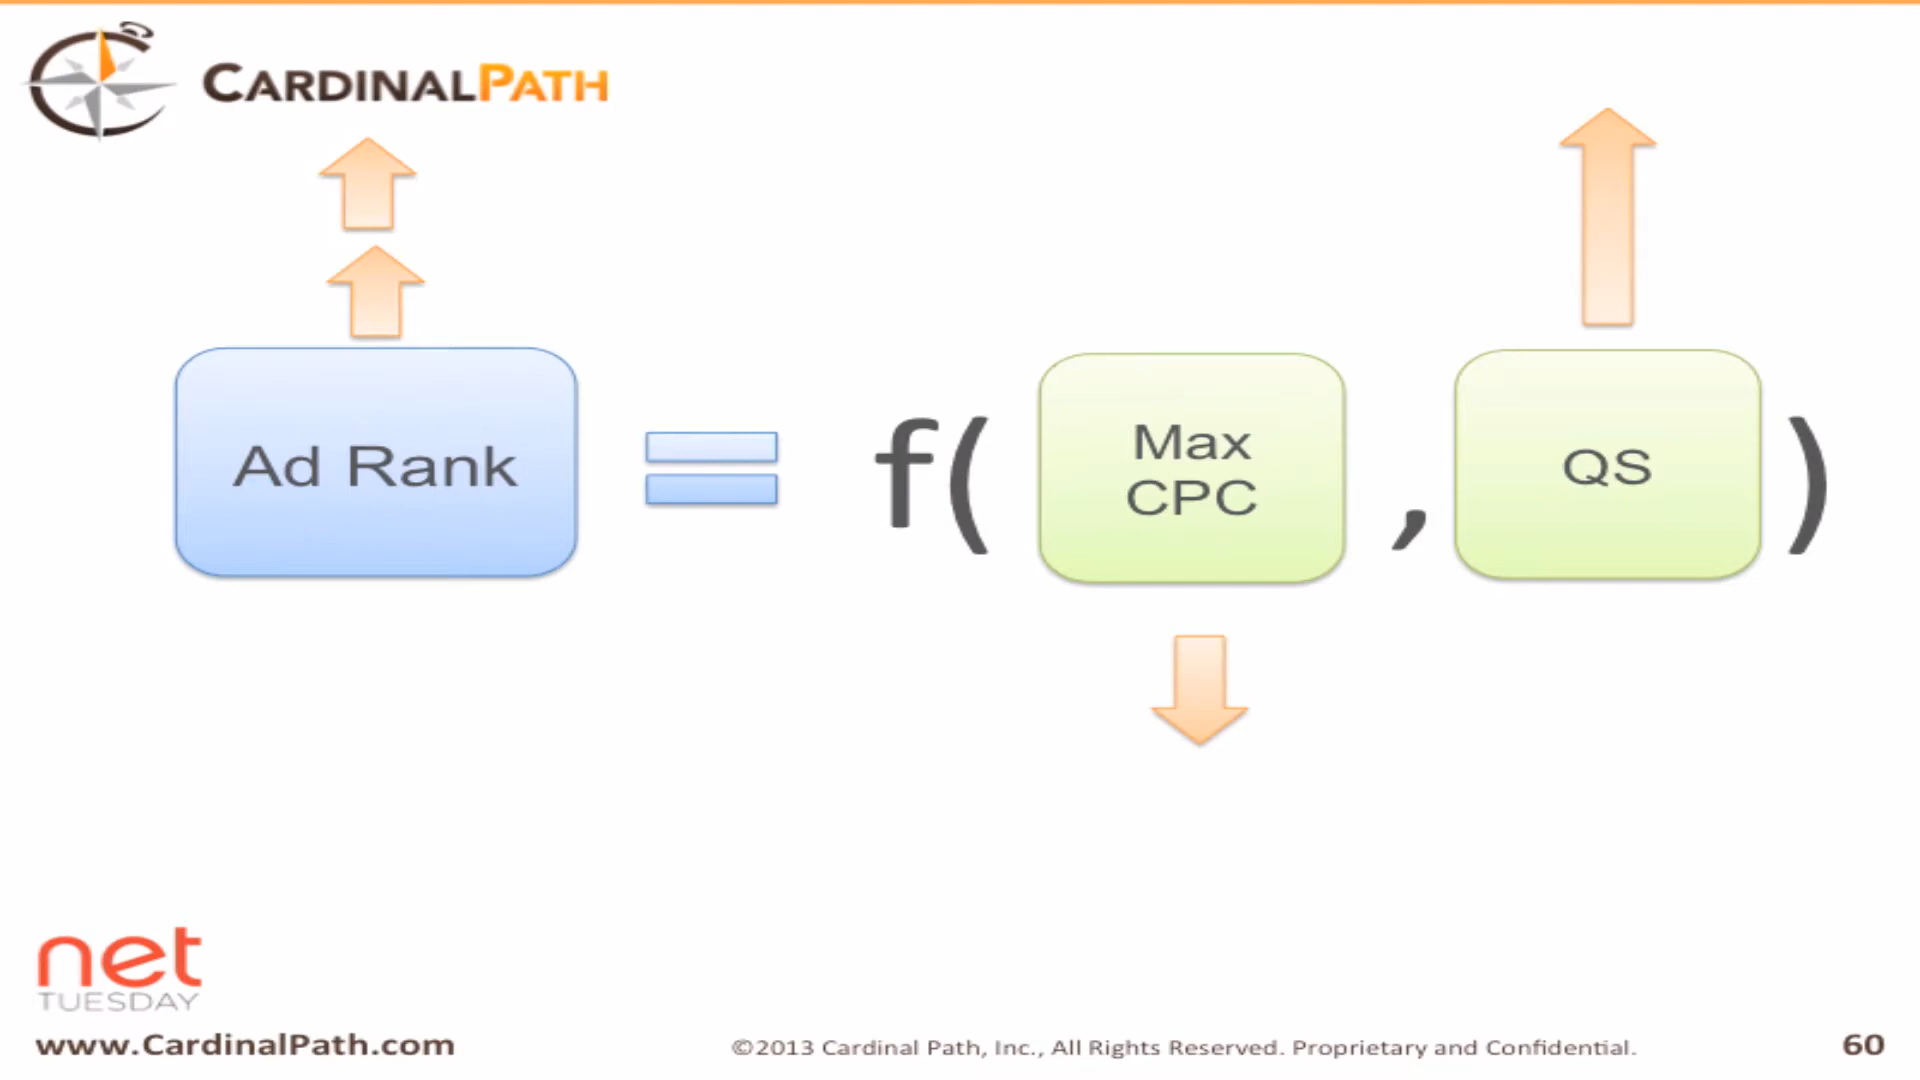 CARDINALPATH
Ad Rank
f(
Max
CPC
,
QS
)
net
TUESDAY
www.CardinalPath.com
©2013 Cardinal Path, Inc., All Rights Reserved. Proprietary and Confidential.
60